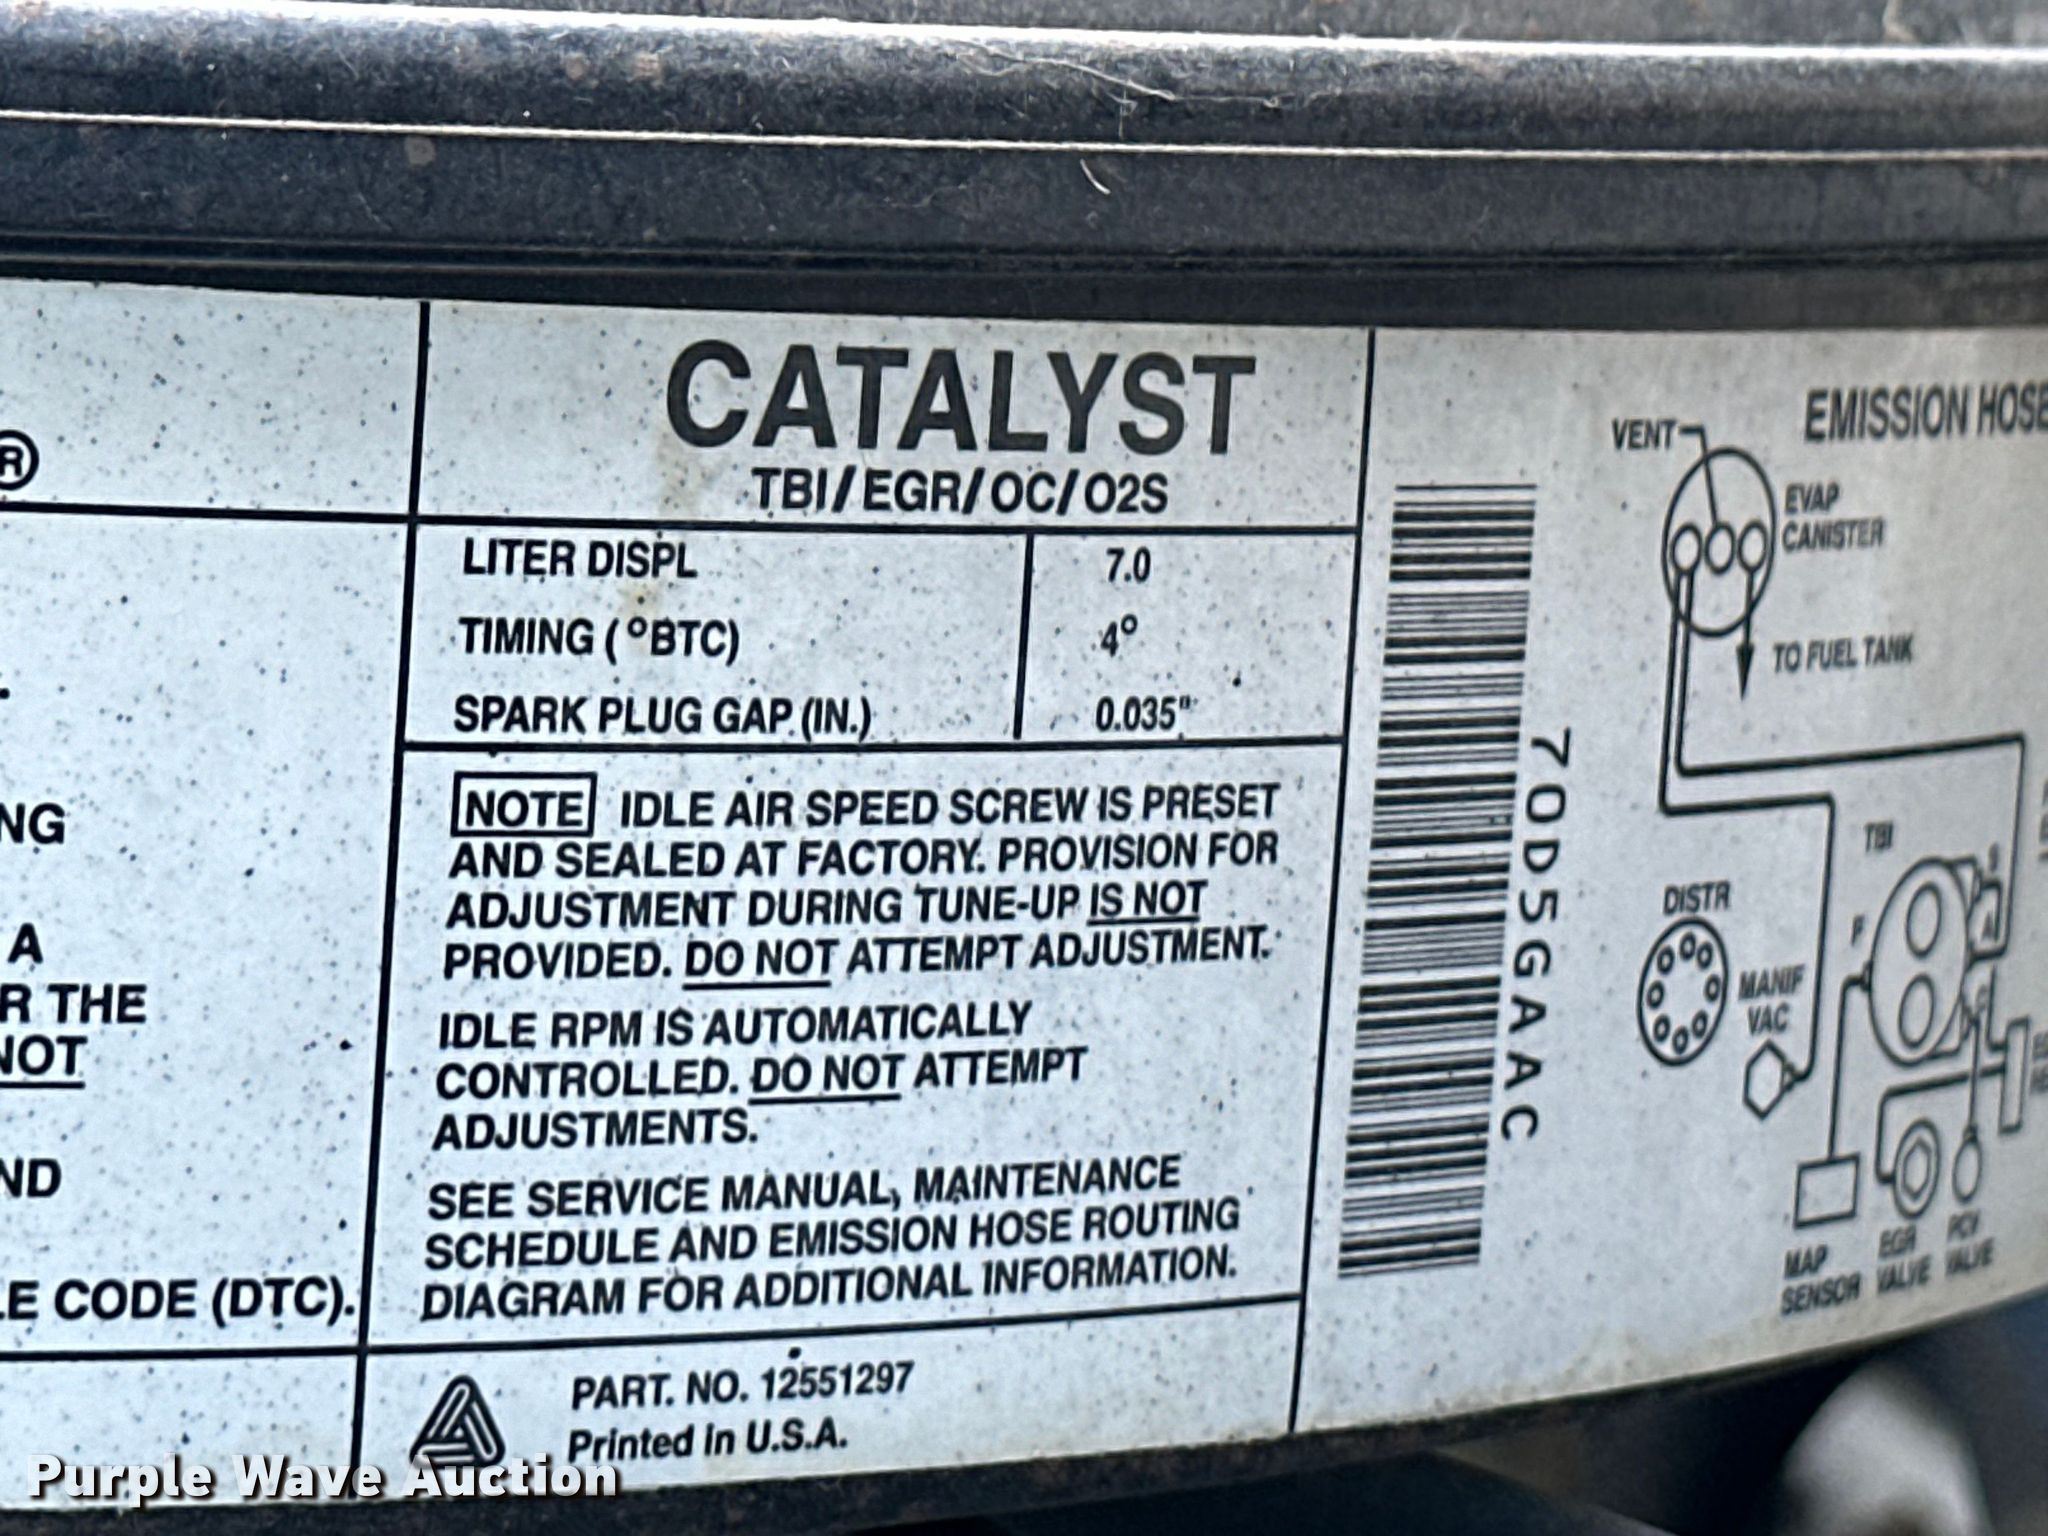 ®
NG
A
R THE
NOT
ND
LE CODE (DTC).
CATALYST
TBI/EGR/OC/O2S
LITER DISPL 7.0
TIMING (°BTC) 4°
SPARK PLUG GAP (IN.) 0.035"
NOTE IDLE AIR SPEED SCREW IS PRESET
AND SEALED AT FACTORY. PROVISION FOR
ADJUSTMENT DURING TUNE-UP IS NOT
PROVIDED. DO NOT ATTEMPT ADJUSTMENT.
IDLE RPM IS AUTOMATICALLY
CONTROLLED. DO NOT ATTEMPT
ADJUSTMENTS.
SEE SERVICE MANUAL, MAINTENANCE
SCHEDULE AND EMISSION HOSE ROUTING
DIAGRAM FOR ADDITIONAL INFORMATION.
PART. NO. 12551297
Printed in U.S.A.
70D5GAAC
EMISSION HOSE
VENT
EVAP
CANISTER
TO FUEL TANK
TBI
DISTR
F
S
A
C
MANIF
VAC
MAP
SENSOR
EGR
VALVE
PCV
VALVE
Purple Wave Auction